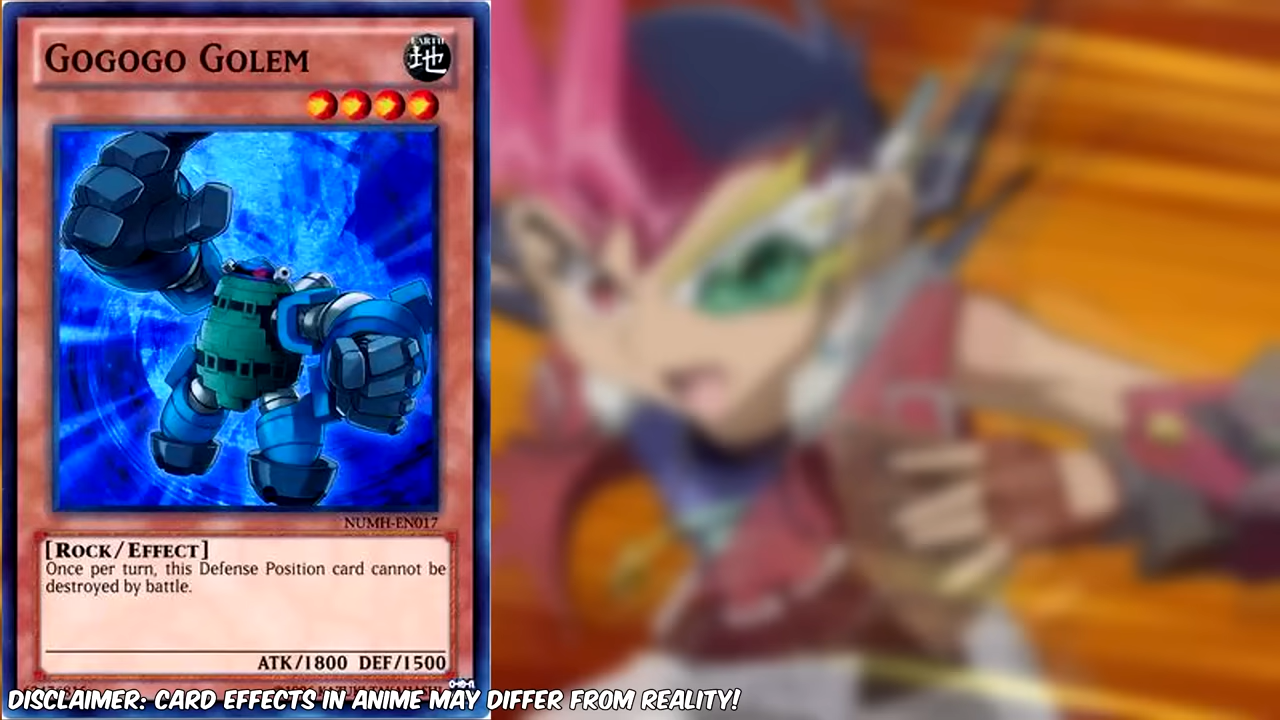 GOGOGO GOLEM
EARTH
地
NUMH-EN017
[ROCK/EFFECT]
Once per turn, this Defense Position card cannot be
destroyed by battle.
ATK/1800 DEF/1500
DISCLAIMER: CARD EFFECTS IN ANIME MAY DIFFER FROM REALITY!